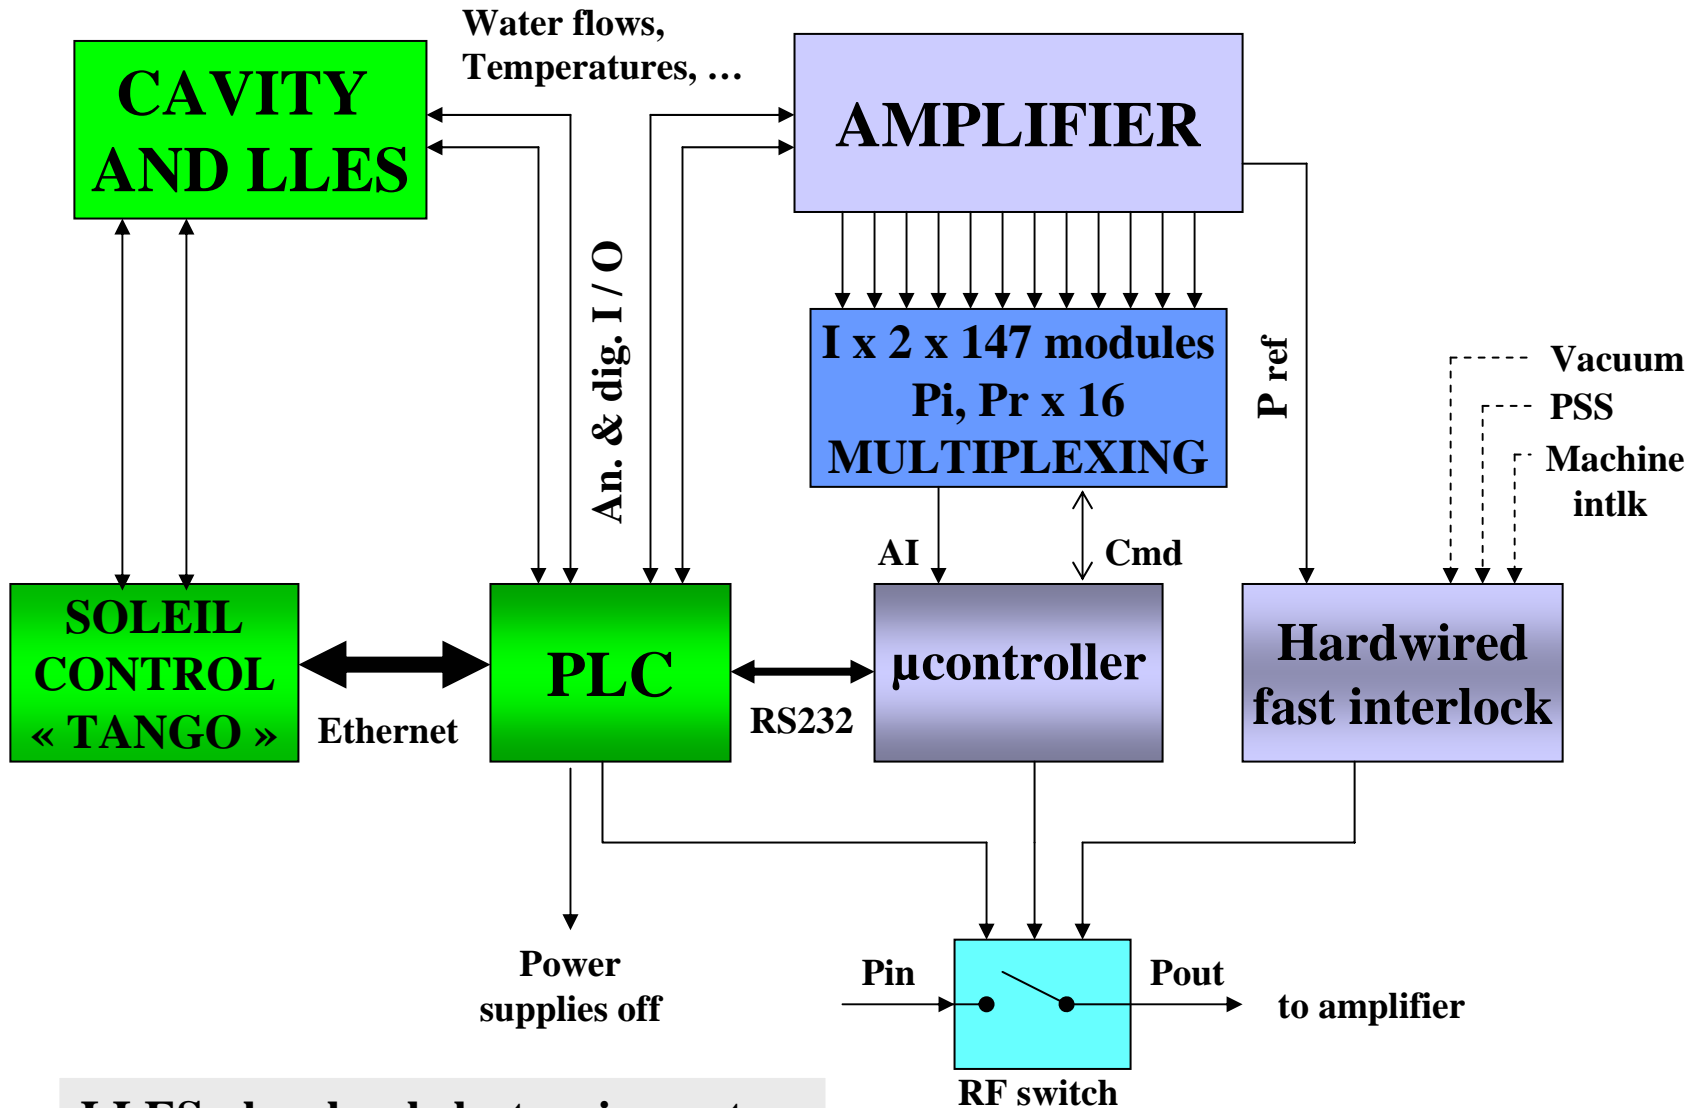 Water flows,
Temperatures, …
CAVITY
AND LLES
AMPLIFIER
An. & dig. I / O
I x 2 x 147 modules
Pi, Pr x 16
MULTIPLEXING
P ref
Vacuum
PSS
Machine
intlk
AI
Cmd
SOLEIL
CONTROL
« TANGO »
Ethernet
PLC
RS232
µcontroller
Hardwired
fast interlock
Power
supplies off
Pin
Pout
to amplifier
RF switch